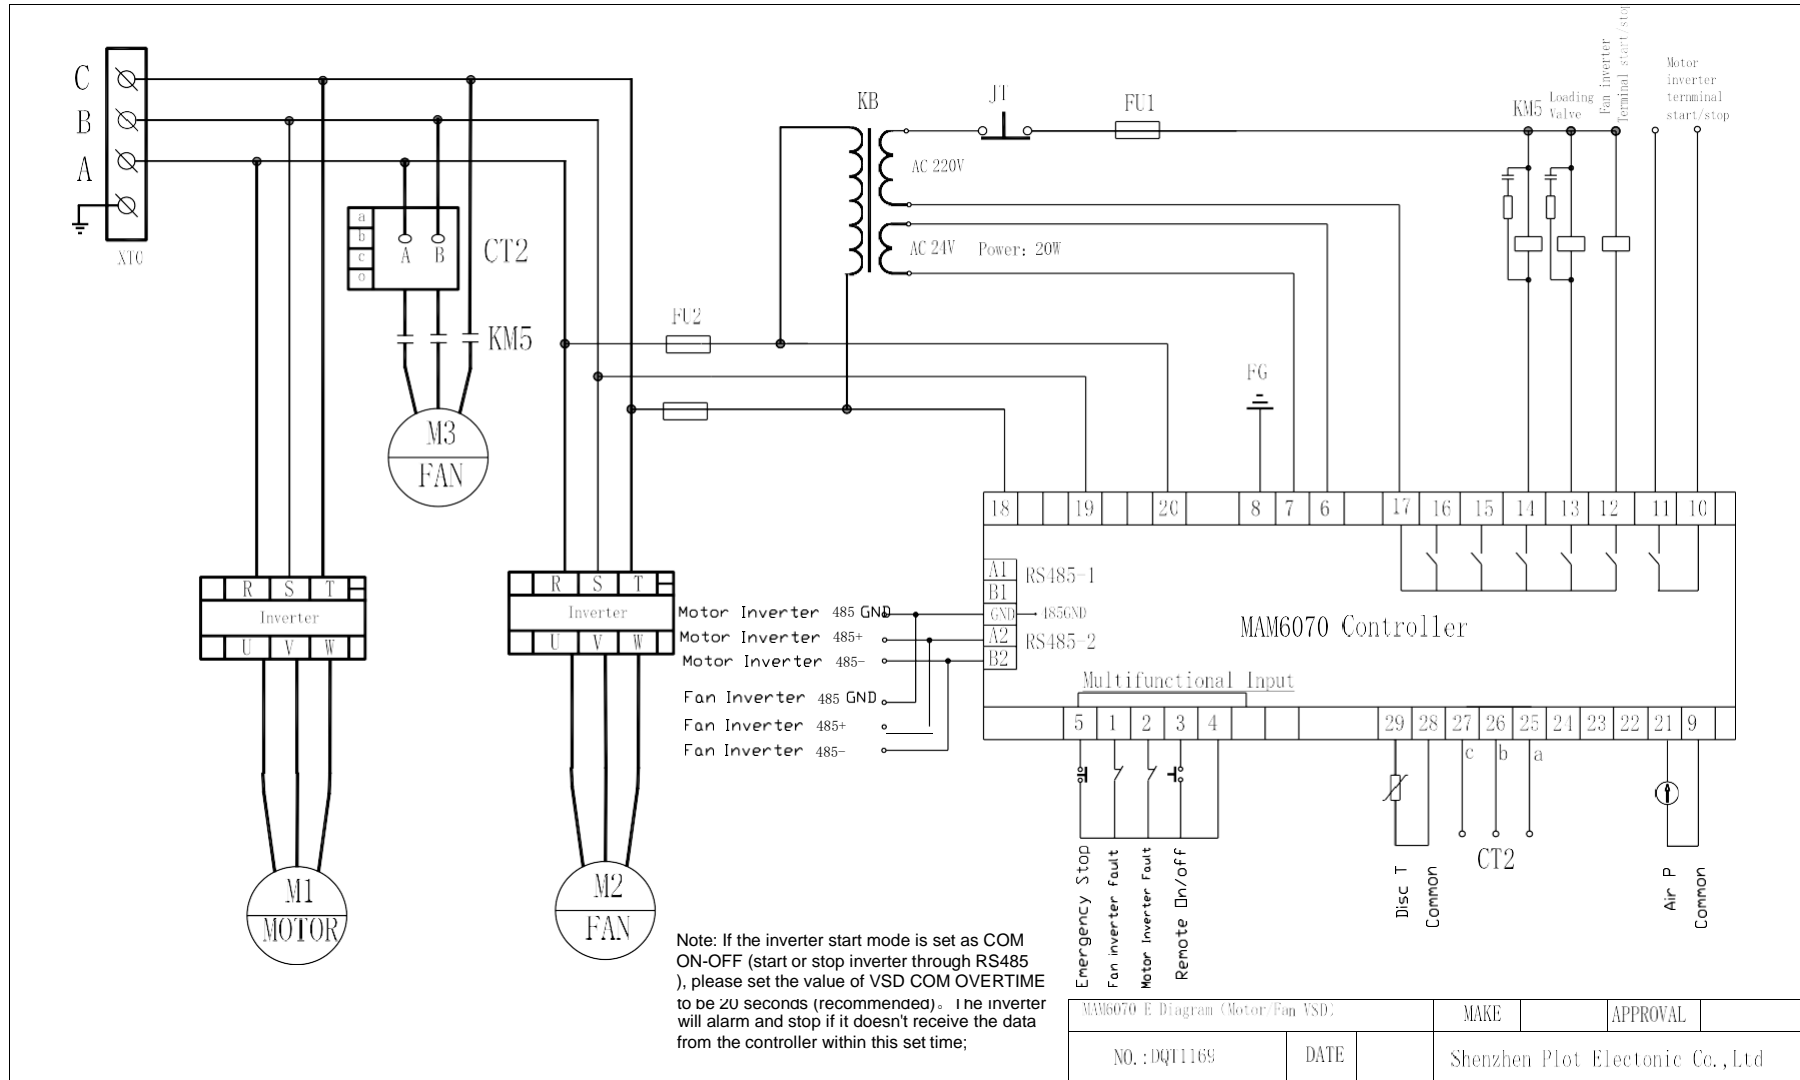 C
B
A
XTC
a
b
c
o
A B
CT2
KM5
M3
FAN
R S T
Inverter
U V W
M1
MOTOR
R S T
Inverter
U V W
M2
FAN
FU2
KB
JT
FU1
AC 220V
AC 24V Power: 20W
KM5
Loading
Valve
Fan inverter
Terminal start/stop
Motor
inverter
ternminal
start/stop
FG
18 19 20 8 7 6 17 16 15 14 13 12 11 10
A1
B1
GND
A2
B2
RS485-1
485GND
RS485-2
MAM6070 Controller
Motor Inverter 485 GND
Motor Inverter 485+
Motor Inverter 485-
Fan Inverter 485 GND
Fan Inverter 485+
Fan Inverter 485-
Multifunctional Input
5 1 2 3 4 29 28 27 26 25 24 23 22 21 9
c b a
CT2
Emergency Stop
Fan inverter fault
Motor Inverter Fault
Remote On/off
Disc T
Common
Air P
Common
Note: If the inverter start mode is set as COM
ON-OFF (start or stop inverter through RS485
), please set the value of VSD COM OVERTIME
to be 20 seconds (recommended)。 The inverter
will alarm and stop if it doesn't receive the data
from the controller within this set time;
MAM6070 E Diagram (Motor/Fan VSD)
MAKE
APPROVAL
NO.:DQT1169
DATE
Shenzhen Plot Electonic Co.,Ltd